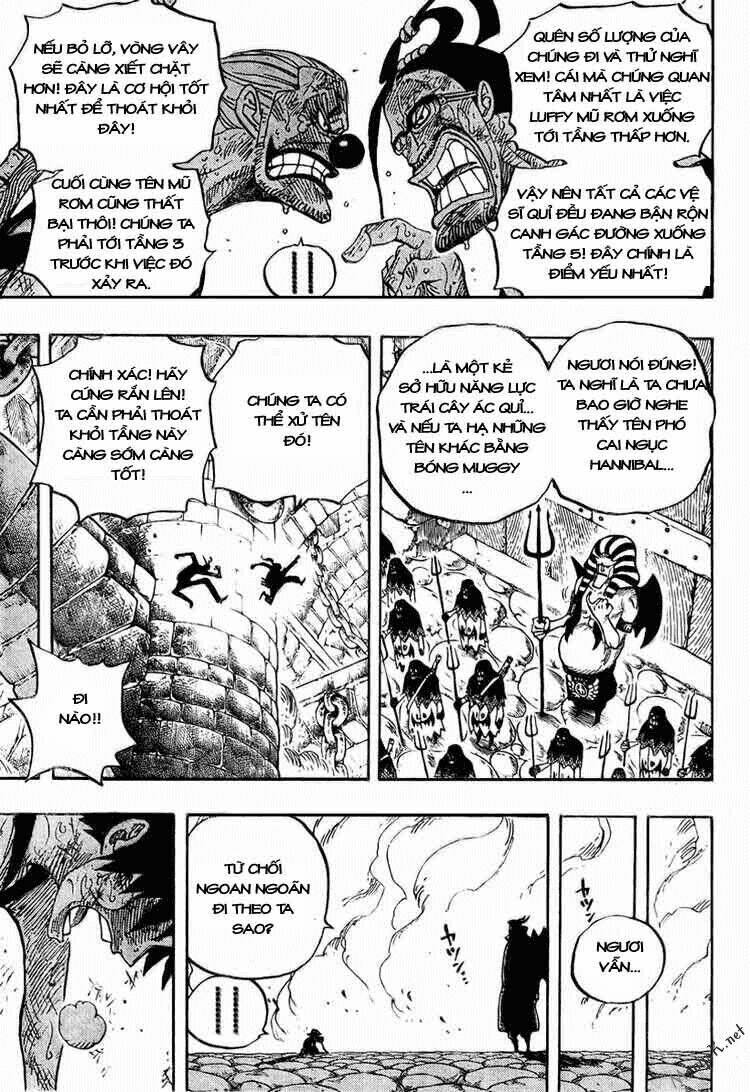 QUÊN SỐ LƯỢNG CỦA
CHÚNG ĐI VÀ THỬ NGHĨ
XEM! CÁI MÀ CHÚNG QUAN
TÂM NHẤT LÀ VIỆC
LUFFY MŨ RƠM XUỐNG
TỚI TẦNG THẤP HƠN.
VẬY NÊN TẤT CẢ CÁC VỆ
SĨ QUỈ ĐỀU ĐANG BẬN RỘN
CANH GÁC ĐƯỜNG XUỐNG
TẦNG 5! ĐÂY CHÍNH LÀ
ĐIỂM YẾU NHẤT!
NẾU BỎ LỠ, VÒNG VÂY
SẼ CÀNG XIẾT CHẶT
HƠN! ĐÂY LÀ CƠ HỘI TỐT
NHẤT ĐỂ THOÁT KHỎI
ĐÂY!
CUỐI CÙNG TÊN MŨ
RƠM CŨNG THẤT
BẠI THÔI! CHÚNG TA
PHẢI TỚI TẦNG 3
TRƯỚC KHI VIỆC ĐÓ
XẢY RA.
!!
NGƯƠI NÓI ĐÚNG!
TA NGHĨ LÀ TA CHƯA
BAO GIỜ NGHE
THẤY TÊN PHÓ
CAI NGỤC
HANNIBAL...
...LÀ MỘT KẺ
SỞ HỮU NĂNG LỰC
TRÁI CÂY ÁC QUỈ...
VÀ NẾU TA HẠ NHỮNG
TÊN KHÁC BẰNG
BÓNG MUGGY
...
CHÚNG TA CÓ
THỂ XỬ TÊN
ĐÓ!
CHÍNH XÁC! HÃY
CỨNG RẮN LÊN!
TA CẦN PHẢI THOÁT
KHỎI TẦNG NÀY
CÀNG SỚM CÀNG
TỐT!
ĐI
NÀO!!
NGƯƠI
VẪN...
TỪ CHỐI
NGOAN NGOÃN
ĐI THEO TA
SAO?